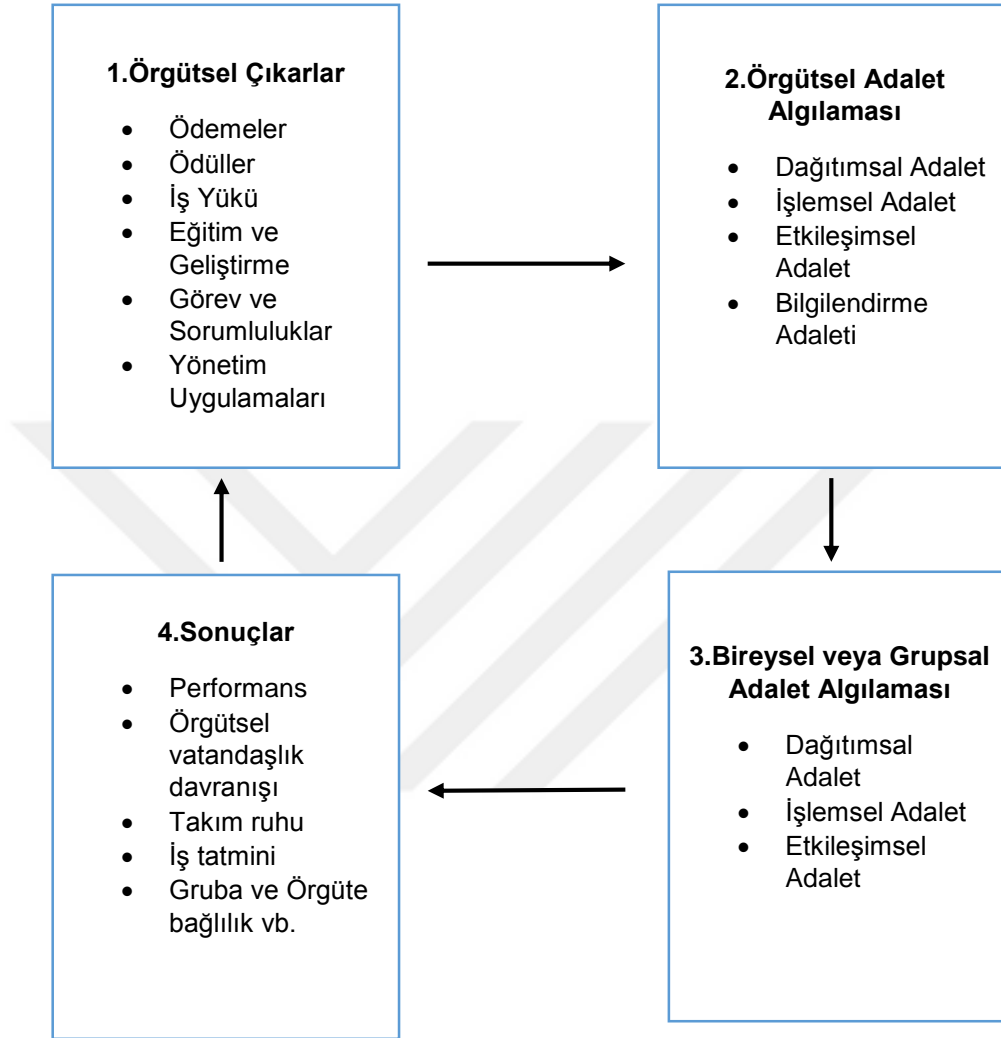 1.Örgütsel Çıkarlar
• Ödemeler
• Ödüller
• İş Yükü
• Eğitim ve
Geliştirme
• Görev ve
Sorumluluklar
• Yönetim
Uygulamaları
2.Örgütsel Adalet
Algılaması
• Dağıtımsal Adalet
• İşlemsel Adalet
• Etkileşimsel
Adalet
• Bilgilendirme
Adaleti
3.Bireysel veya Grupsal
Adalet Algılaması
• Dağıtımsal
Adalet
• İşlemsel Adalet
• Etkileşimsel
Adalet
4.Sonuçlar
• Performans
• Örgütsel
vatandaşlık
davranışı
• Takım ruhu
• İş tatmini
• Gruba ve Örgüte
bağlılık vb.